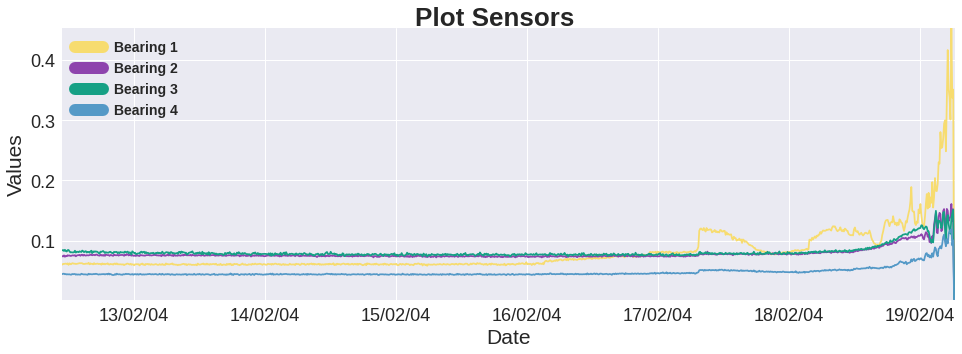 Plot Sensors
Bearing 1
Bearing 2
Bearing 3
Bearing 4
Values
0.4
0.3
0.2
0.1
13/02/04 14/02/04 15/02/04 16/02/04 17/02/04 18/02/04 19/02/04
Date